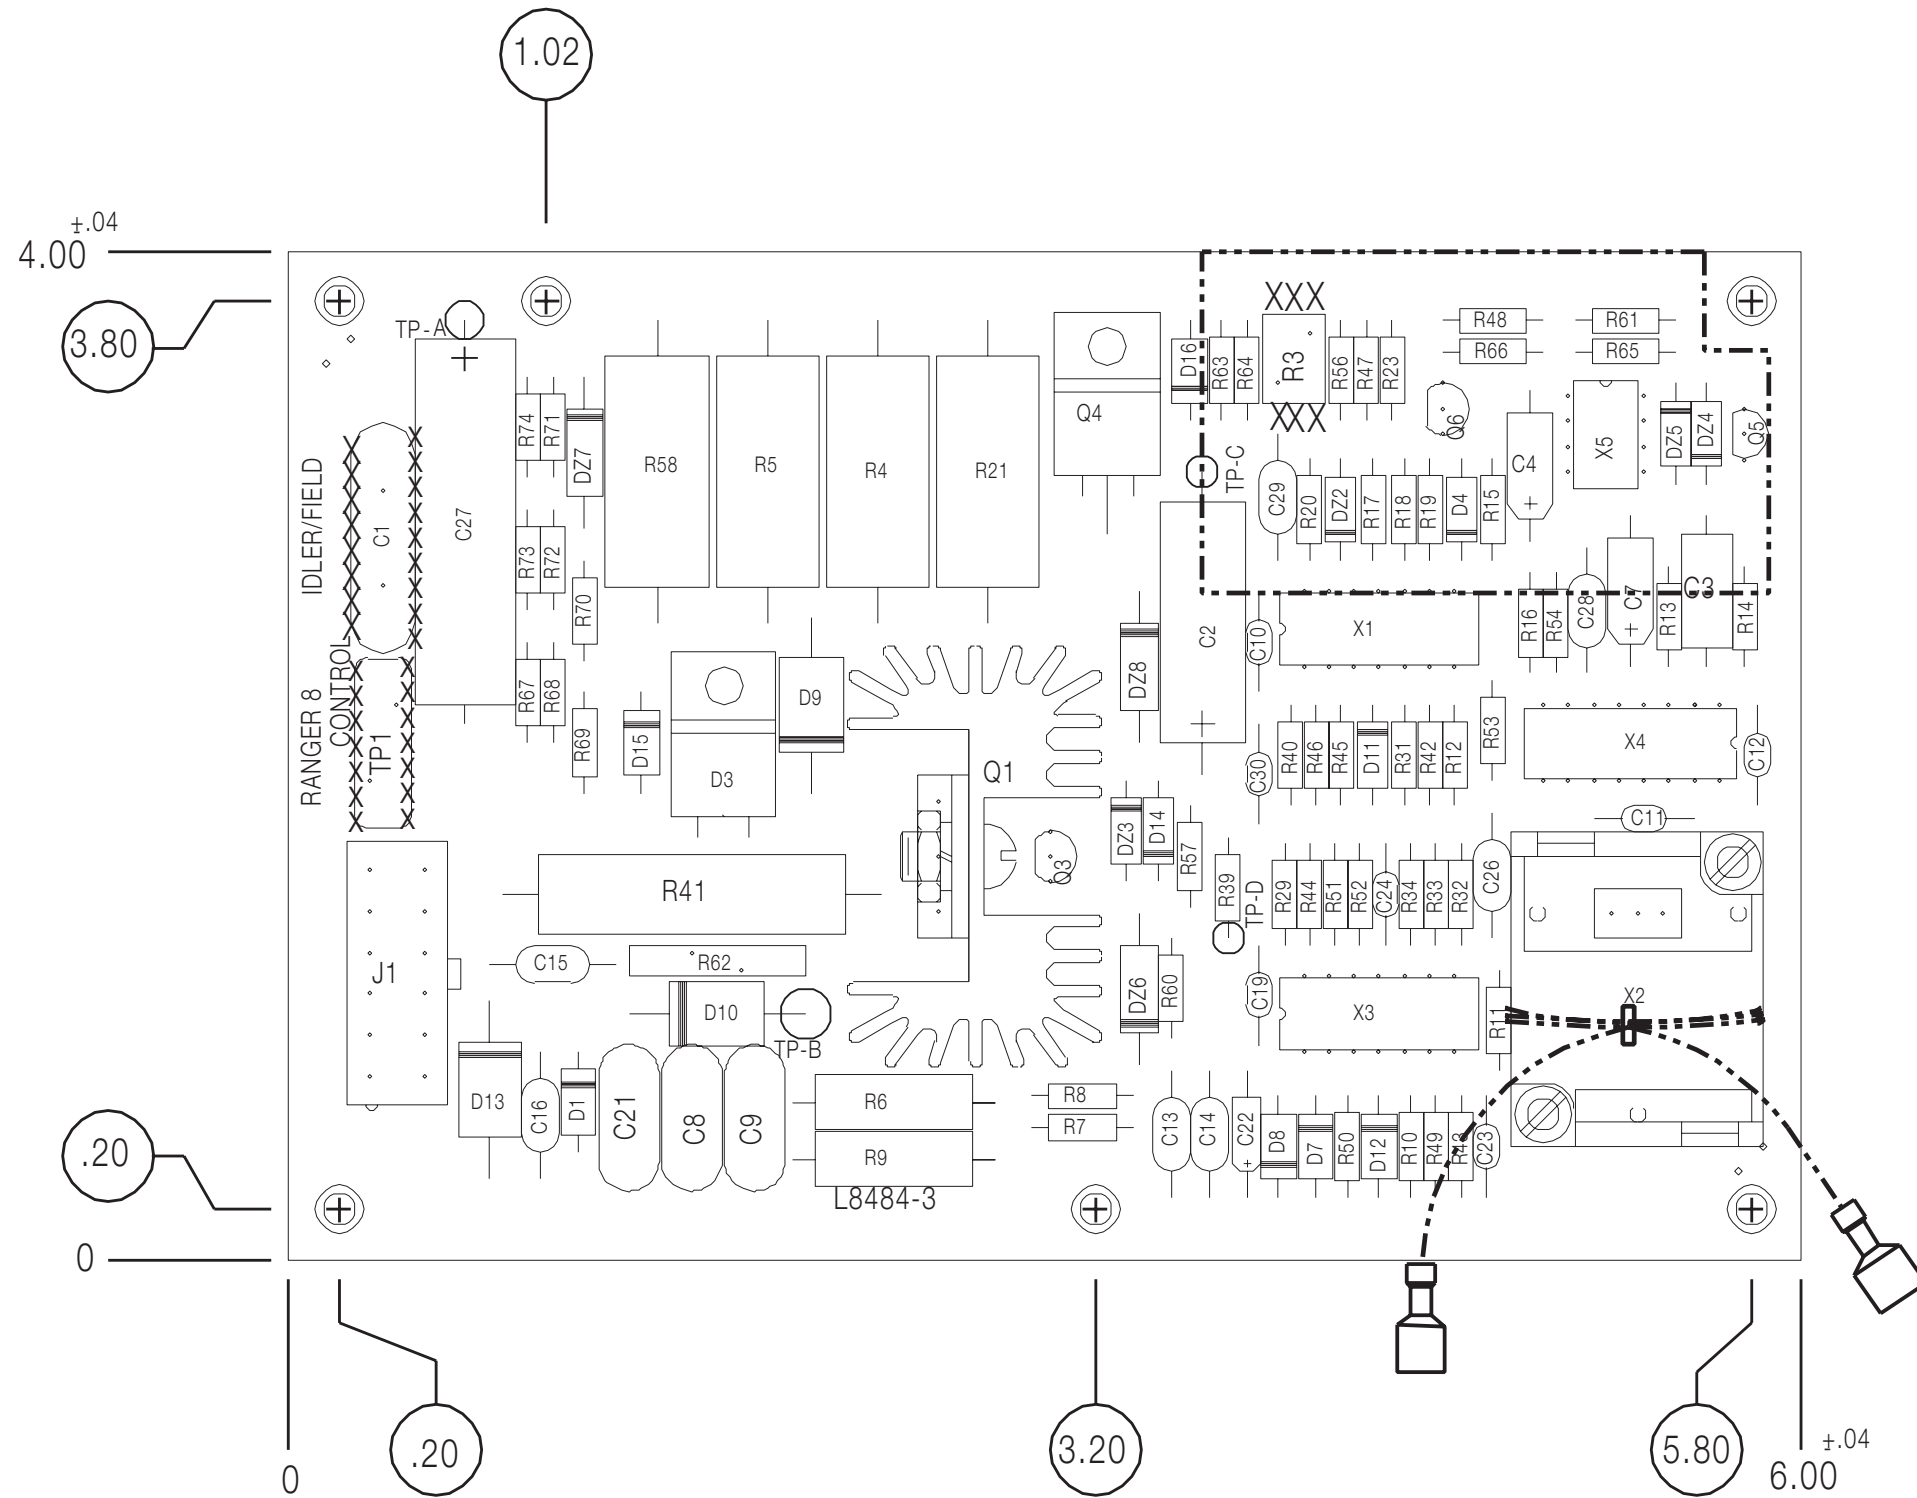 1.02
±.04
4.00
3.80
TP-A
XXX
R48
R61
R66
R65
D16
R63
R64
R3
R56
R47
R23
XXX
Q4
Q6
R74
R71
DZ7
R58
R5
R4
R21
C4
X5
DZ5
DZ4
Q5
TP-C
IDLER/FIELD
C1
C27
C29
R20
DZ2
R17
R18
R19
D4
R15
R73
R72
R70
C2
C10
X1
R16
R54
C28
C7
R13
C3
R14
RANGER 8
CONTROL
TP1
R67
R68
R69
D15
D3
D9
DZ8
Q1
C30
R40
R46
R45
D11
R31
R42
R12
R53
X4
C12
C11
DZ3
D14
R57
Q3
R41
R39
TP-D
R29
R44
R51
R52
C24
R34
R33
R32
C26
J1
C15
R62
D10
TP-B
DZ6
R60
C19
X3
R11
X2
D13
C16
D1
C21
C8
C9
R6
R9
R8
R7
C13
C14
C22
D8
D7
R50
D12
R10
R49
R43
C23
L8484-3
.20
0
0
.20
3.20
5.80
±.04
6.00